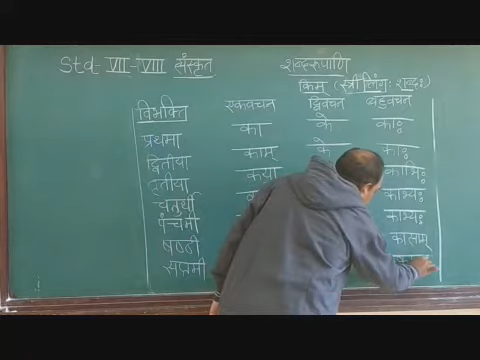 Std- VII-VIII संस्कृत शब्दरुपाणि
किम् (स्त्रीलिंगः शब्दः)
विभक्ति एकवचन द्विवचन बहुवचन
प्रथमा का के काः
द्वितीया काम् के काः
तृतीया कया काभिः
चतुर्थी काभ्यः
पंच्चमी काभ्यः
षष्ठी कासाम्
सप्तमी